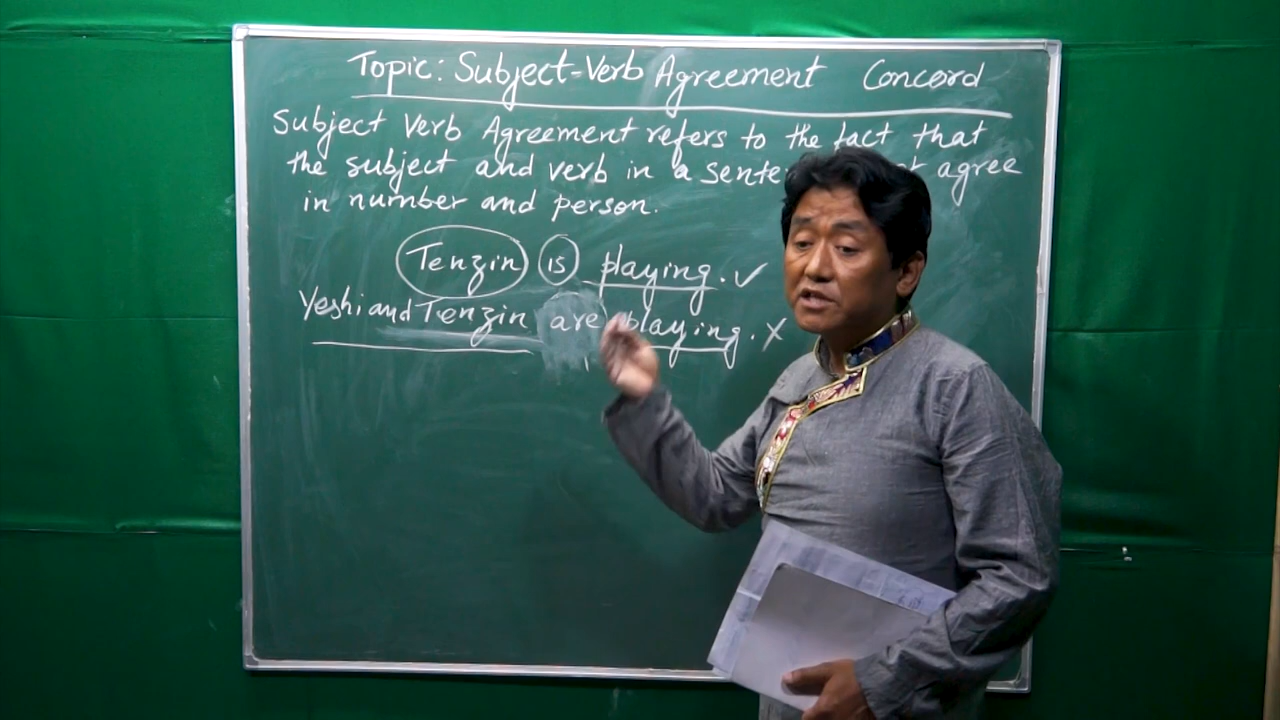 Topic: Subject-Verb Agreement Concord
Subject Verb Agreement refers to the fact that
the subject and verb in a sente agree
in number and person.
Tenzin is playing. ✓
Yeshi and Tenzin are playing. X